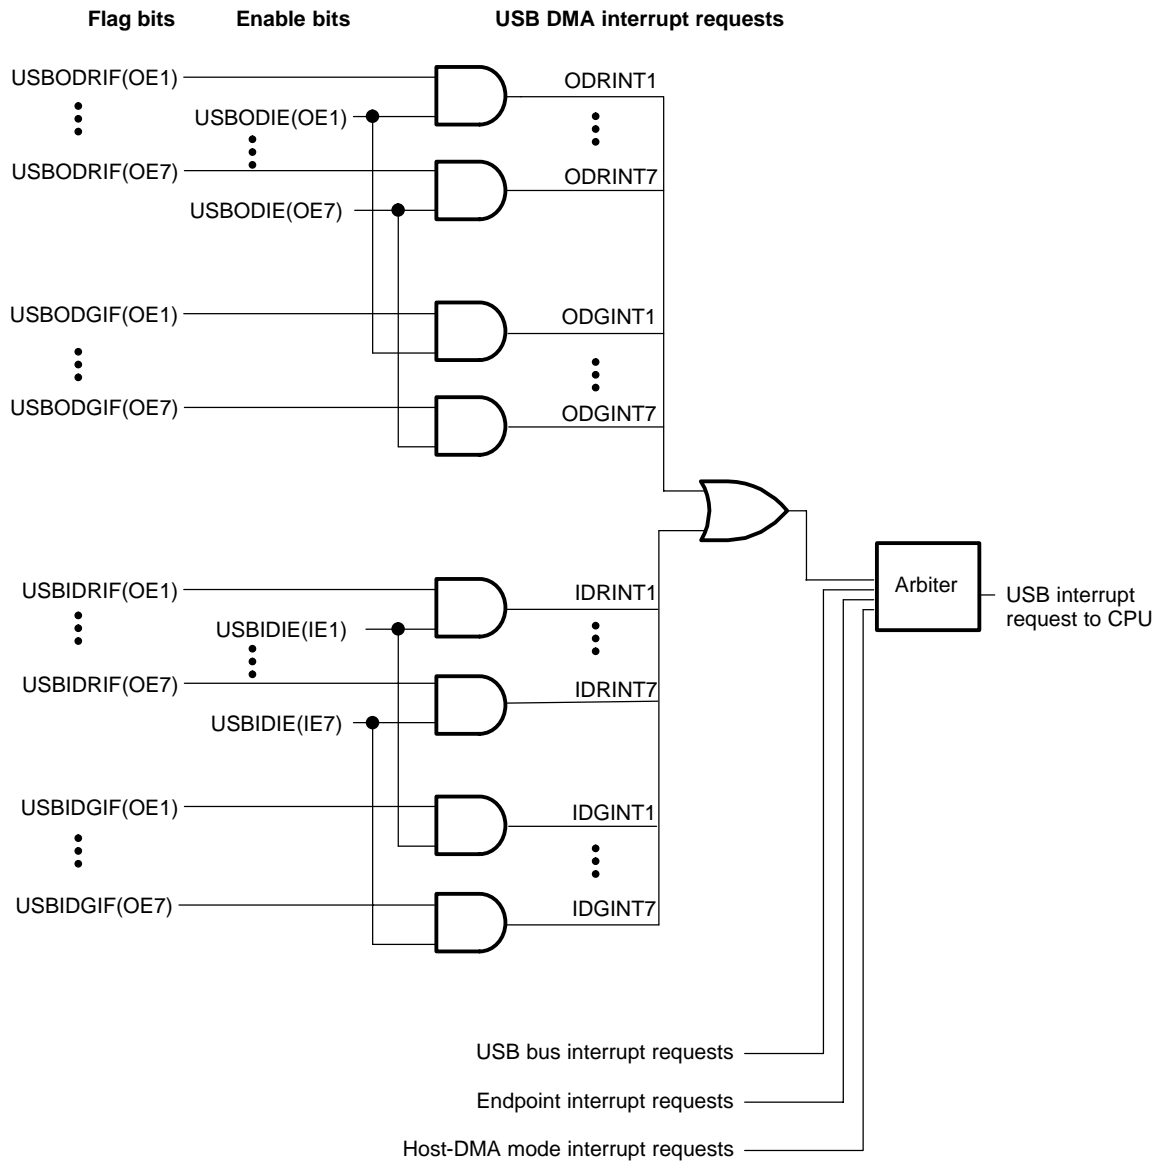 Flag bits Enable bits USB DMA interrupt requests
USBODRIF(OE1)
ODRINT1
USBODIE(OE1)
USBODRIF(OE7)
ODRINT7
USBODIE(OE7)
USBODGIF(OE1)
ODGINT1
USBODGIF(OE7)
ODGINT7
USBIDRIF(OE1)
IDRINT1
Arbiter
USB interrupt
request to CPU
USBIDIE(IE1)
USBIDRIF(OE7)
IDRINT7
USBIDIE(IE7)
USBIDGIF(OE1)
IDGINT1
USBIDGIF(OE7)
IDGINT7
USB bus interrupt requests
Endpoint interrupt requests
Host-DMA mode interrupt requests